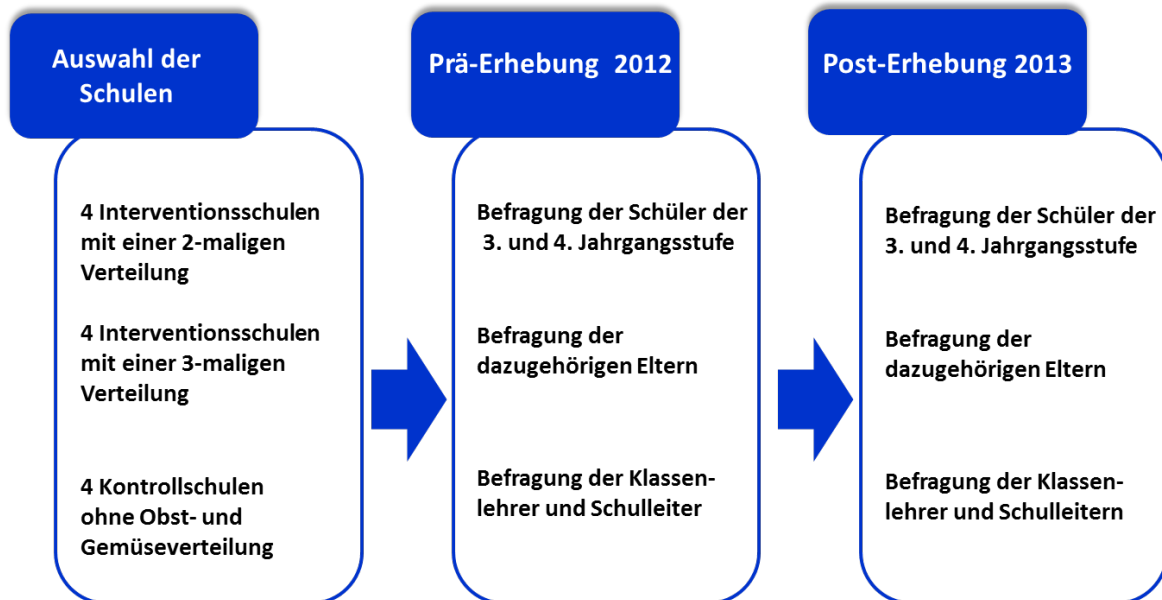 Auswahl der
Schulen
4 Interventionsschulen
mit einer 2-maligen
Verteilung
4 Interventionsschulen
mit einer 3-maligen
Verteilung
4 Kontrollschulen
ohne Obst- und
Gemüseverteilung
Prä-Erhebung 2012
Befragung der Schüler der
3. und 4. Jahrgangsstufe
Befragung der
dazugehörigen Eltern
Befragung der Klassen-
lehrer und Schulleiter
Post-Erhebung 2013
Befragung der Schüler der
3. und 4. Jahrgangsstufe
Befragung der
dazugehörigen Eltern
Befragung der Klassen-
lehrer und Schulleitern